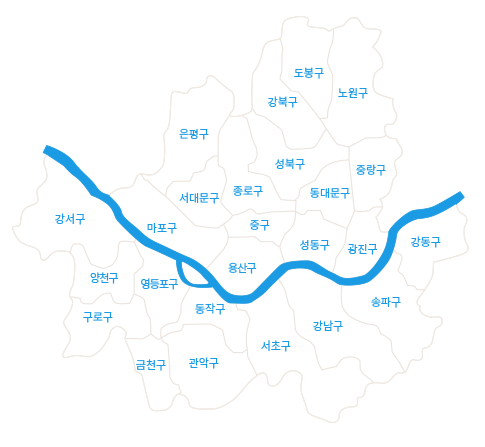 도봉구
노원구
강북구
은평구
성북구
중랑구
종로구
동대문구
서대문구
강서구
마포구
중구
성동구
광진구
강동구
용산구
양천구
영등포구
동작구
송파구
구로구
강남구
서초구
금천구
관악구